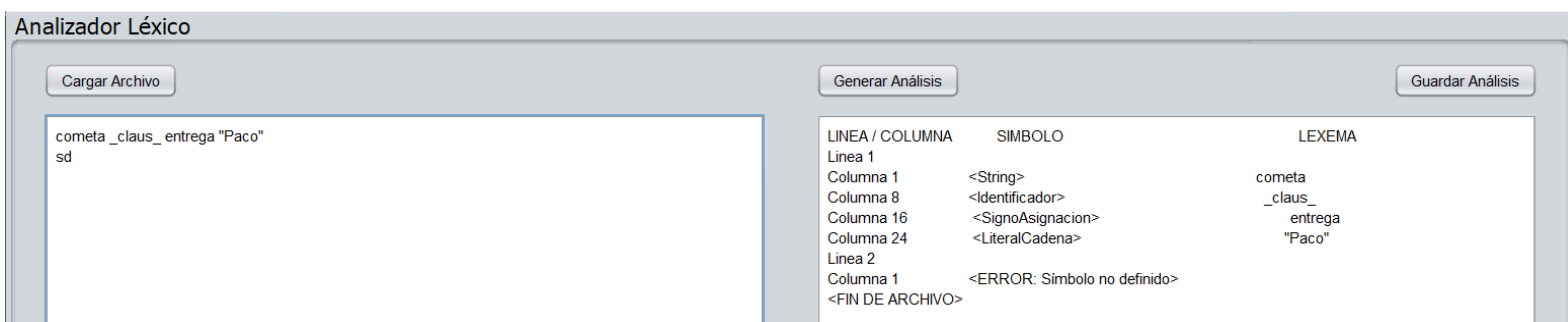 Analizador Léxico
Cargar Archivo
Generar Análisis
Guardar Análisis
cometa _claus_ entrega "Paco"
sd
LINEA / COLUMNA SIMBOLO LEXEMA
Linea 1
Columna 1 <String> cometa
Columna 8 <Identificador> _claus_
Columna 16 <SignoAsignacion> entrega
Columna 24 <LiteralCadena> "Paco"
Linea 2
Columna 1 <ERROR: Símbolo no definido>
<FIN DE ARCHIVO>